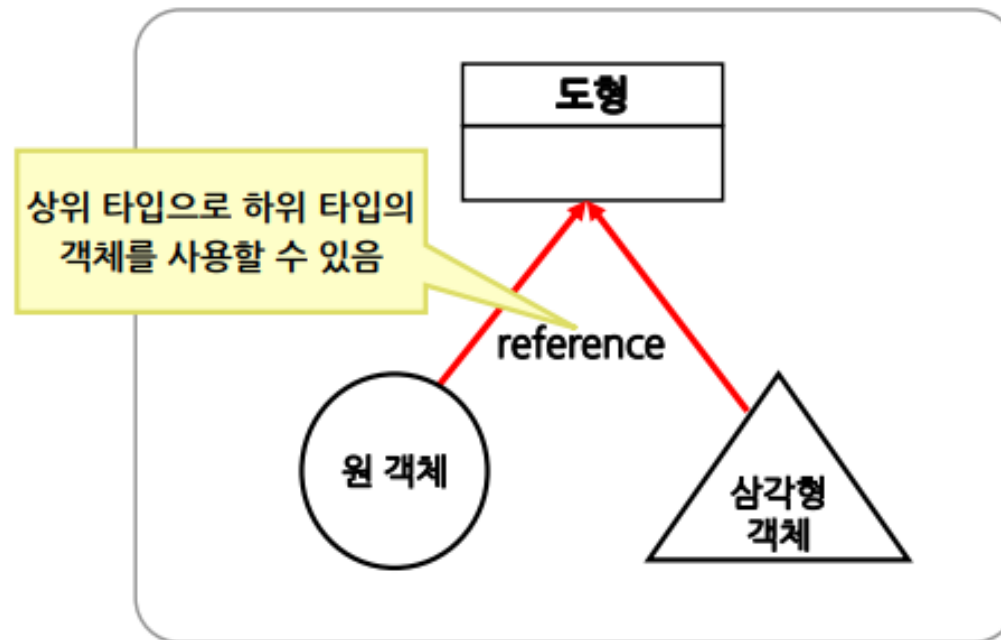 도형
상위 타입으로 하위 타입의
객체를 사용할 수 있음
reference
원 객체
삼각형
객체